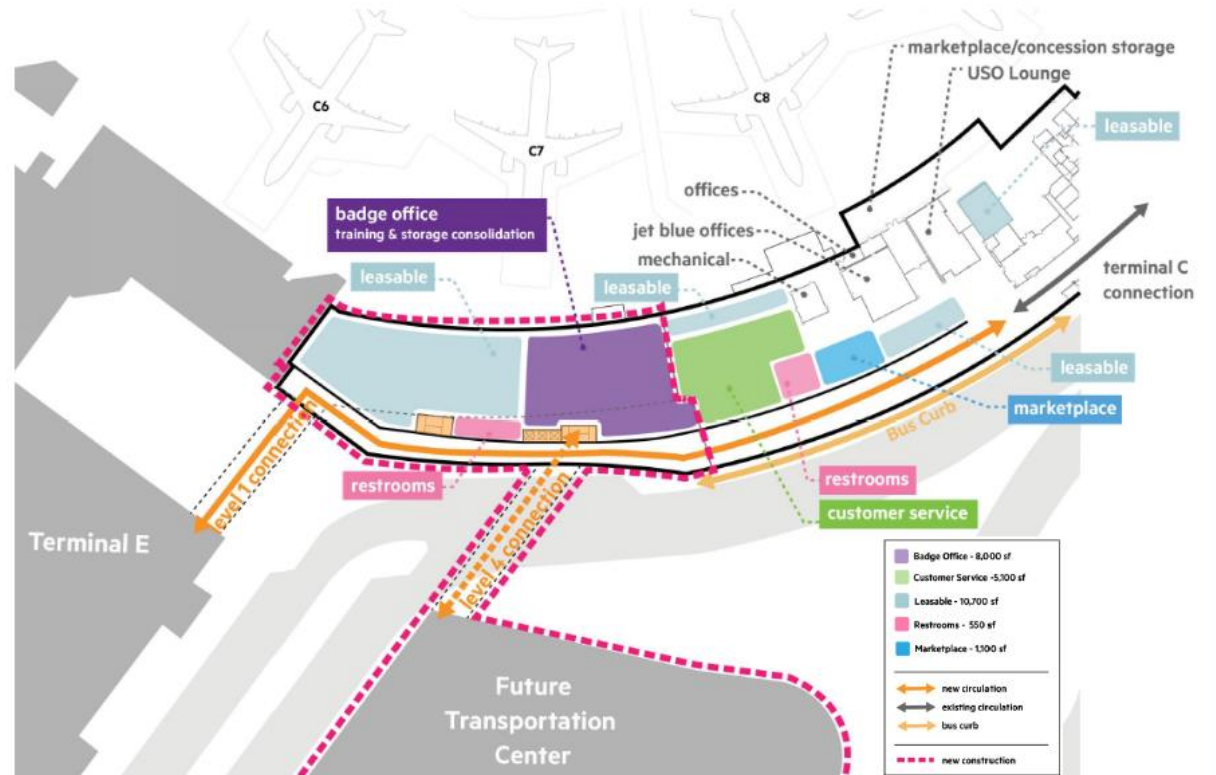 marketplace/concession storage
USO Lounge
C6
C8
leasable
C7
offices
badge office
training & storage consolidation
jet blue offices
mechanical
leasable
leasable
terminal C
connection
leasable
marketplace
Bus Curb
level 1 connection
restrooms
restrooms
level 4 connection
customer service
Terminal E
Badge Office - 8,000 sf
Customer Service -5,100 sf
Leasable - 10,700 sf
Restrooms - 550 sf
Marketplace - 1,100 sf
new circulation
existing circulation
bus curb
new construction
Future
Transportation
Center